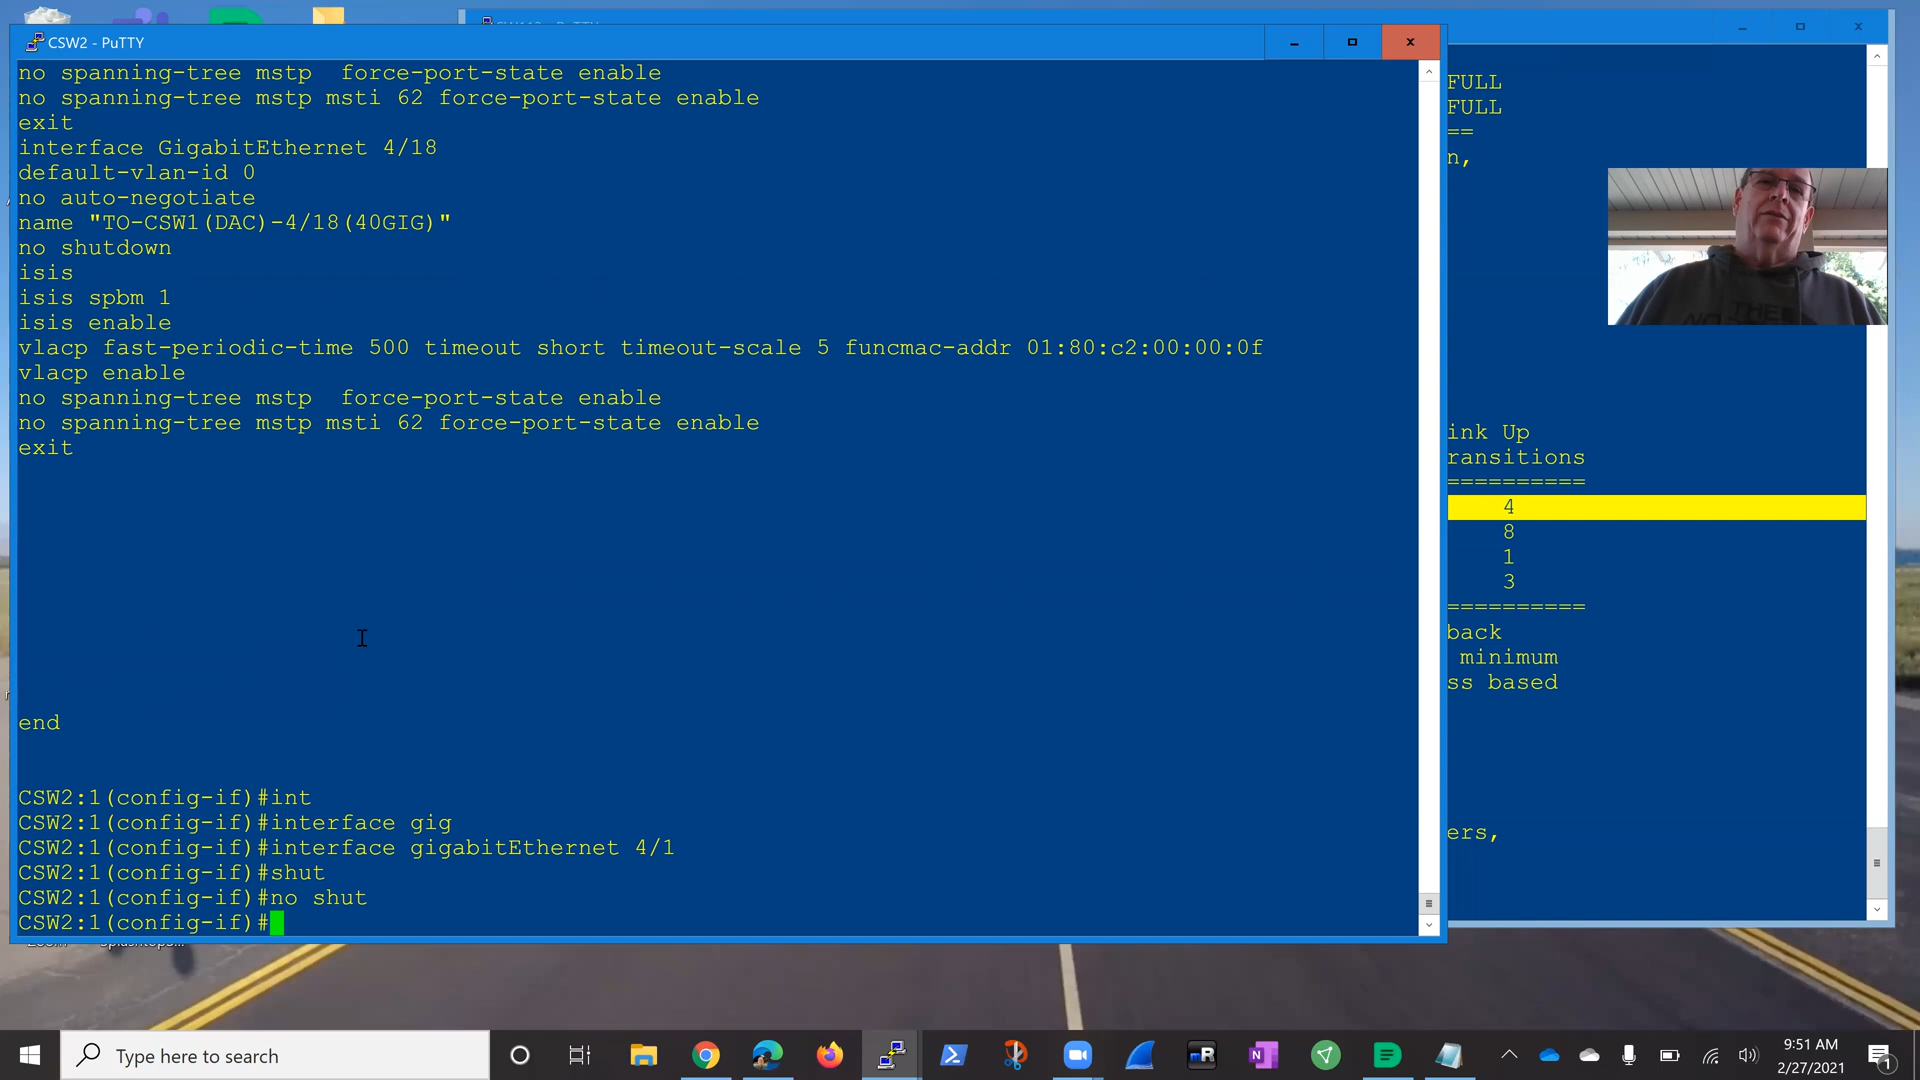 CSW2 - PuTTY
no spanning-tree mstp  force-port-state enable
no spanning-tree mstp msti 62 force-port-state enable
exit
interface GigabitEthernet 4/18
default-vlan-id 0
no auto-negotiate
name "TO-CSW1(DAC)-4/18(40GIG)"
no shutdown
isis
isis spbm 1
isis enable
vlacp fast-periodic-time 500 timeout short timeout-scale 5 funcmac-addr 01:80:c2:00:00:0f
vlacp enable
no spanning-tree mstp  force-port-state enable
no spanning-tree mstp msti 62 force-port-state enable
exit
end
CSW2:1(config-if)#int
CSW2:1(config-if)#interface gig
CSW2:1(config-if)#interface gigabitEthernet 4/1
CSW2:1(config-if)#shut
CSW2:1(config-if)#no shut
CSW2:1(config-if)#
FULL
FULL
==
n,
ink Up
ransitions
==========
4
8
1
3
==========
back
minimum
ss based
ers,
THE
Type here to search
9:51 AM
2/27/2021
1